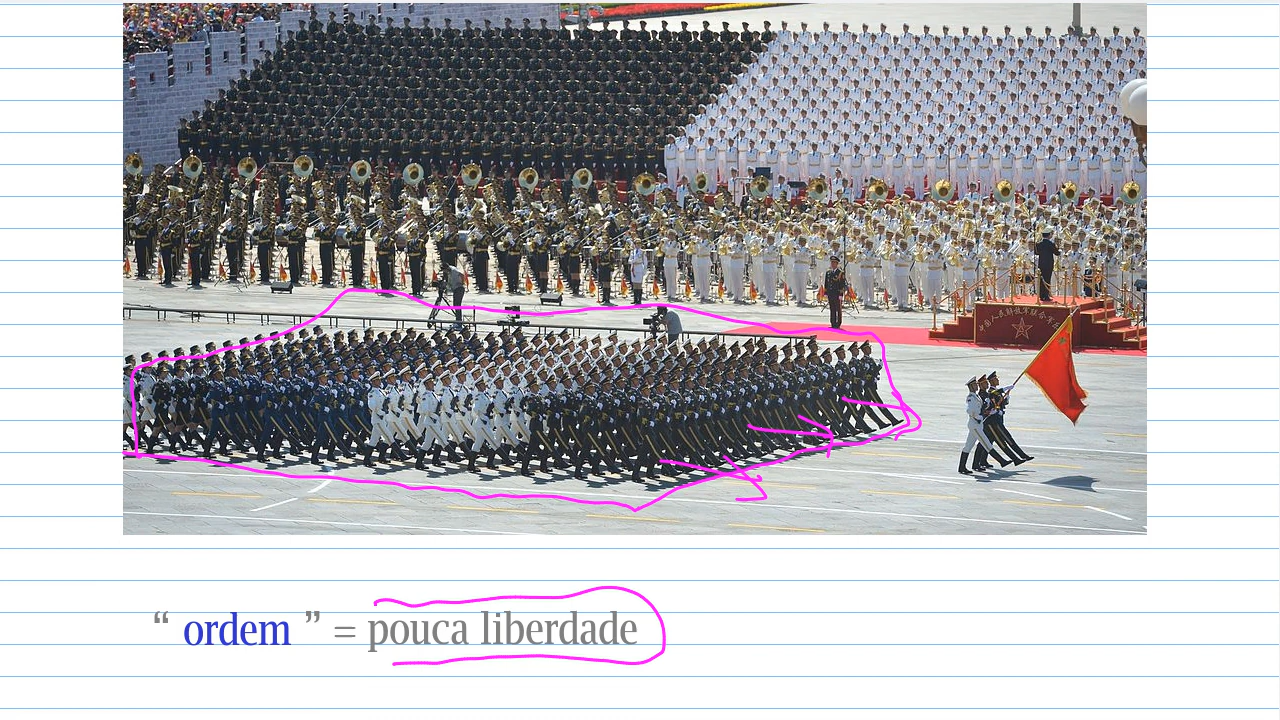 “ ordem ” = pouca liberdade